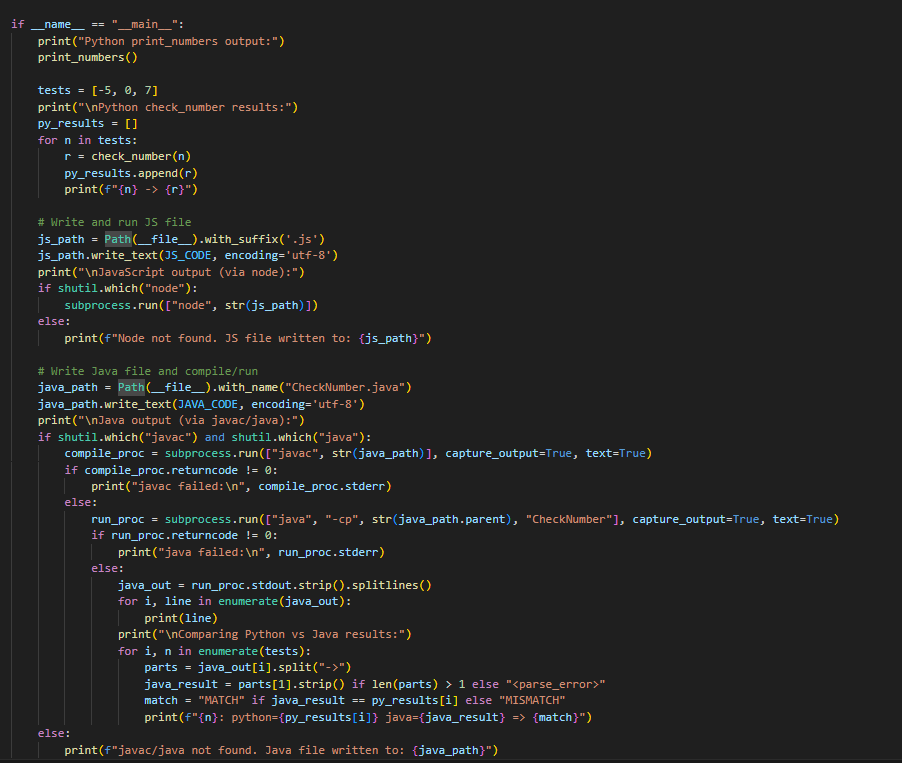 if __name__ == "__main__":
    print("Python print_numbers output:")
    print_numbers()

    tests = [-5, 0, 7]
    print("\nPython check_number results:")
    py_results = []
    for n in tests:
        r = check_number(n)
        py_results.append(r)
        print(f"{n} -> {r}")

    # Write and run JS file
    js_path = Path(__file__).with_suffix('.js')
    js_path.write_text(JS_CODE, encoding='utf-8')
    print("\nJavaScript output (via node):")
    if shutil.which("node"):
        subprocess.run(["node", str(js_path)])
    else:
        print(f"Node not found. JS file written to: {js_path}")

    # Write Java file and compile/run
    java_path = Path(__file__).with_name("CheckNumber.java")
    java_path.write_text(JAVA_CODE, encoding='utf-8')
    print("\nJava output (via javac/java):")
    if shutil.which("javac") and shutil.which("java"):
        compile_proc = subprocess.run(["javac", str(java_path)], capture_output=True, text=True)
        if compile_proc.returncode != 0:
            print("javac failed:\n", compile_proc.stderr)
        else:
            run_proc = subprocess.run(["java", "-cp", str(java_path.parent), "CheckNumber"], capture_output=True, text=True)
            if run_proc.returncode != 0:
                print("java failed:\n", run_proc.stderr)
            else:
                java_out = run_proc.stdout.strip().splitlines()
                for i, line in enumerate(java_out):
                    print(line)
                print("\nComparing Python vs Java results:")
                for i, n in enumerate(tests):
                    parts = java_out[i].split("->")
                    java_result = parts[1].strip() if len(parts) > 1 else "<parse_error>"
                    match = "MATCH" if java_result == py_results[i] else "MISMATCH"
                    print(f"{n}: python={py_results[i]} java={java_result} => {match}")
    else:
        print(f"javac/java not found. Java file written to: {java_path}")